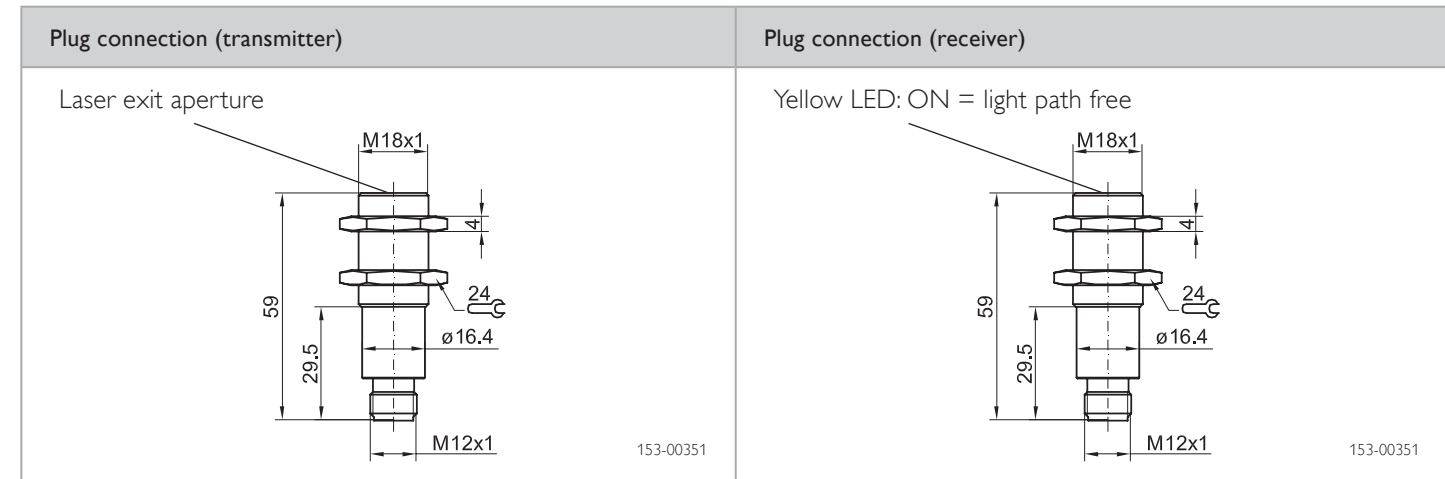 Plug connection (transmitter)
Plug connection (receiver)
Laser exit aperture
M18x1
4
59
24
ø16.4
29.5
M12x1
153-00351
Yellow LED: ON = light path free
M18x1
4
59
24
ø16.4
29.5
M12x1
153-00351